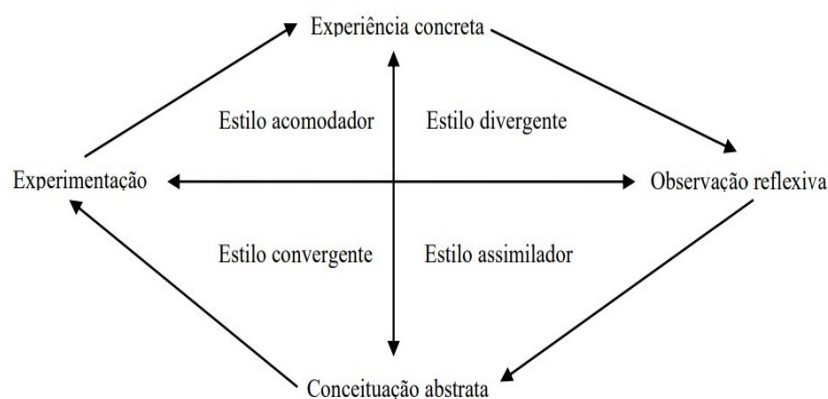 Experiência concreta
Estilo acomodador
Estilo divergente
Experimentação
Observação reflexiva
Estilo convergente
Estilo assimilador
Conceituação abstrata